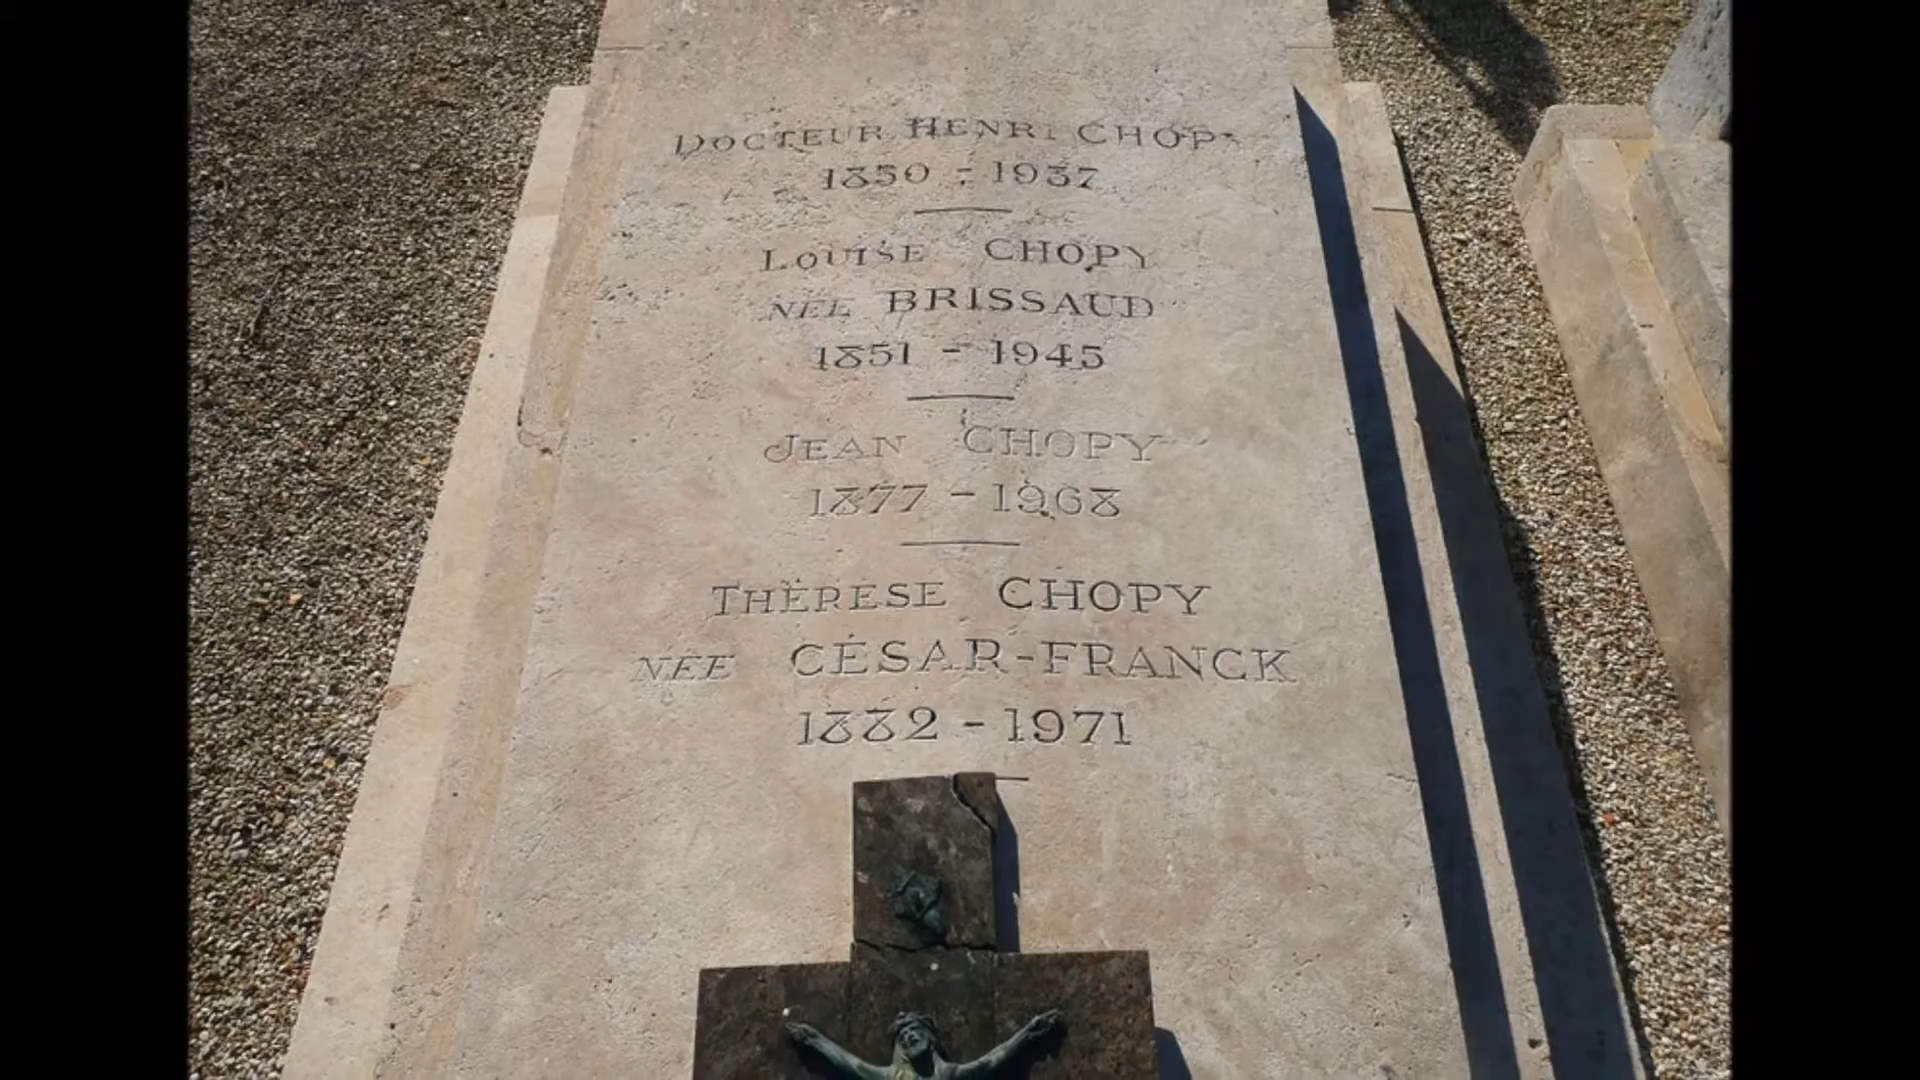 DOCTEUR HENRI CHOPY
1850 - 1937
LOUISE CHOPY
NÉE BRISSAUD
1851 - 1945
JEAN CHOPY
1877 - 1968
THÉRESE CHOPY
NÉE CÉSAR-FRANCK
1882 - 1971